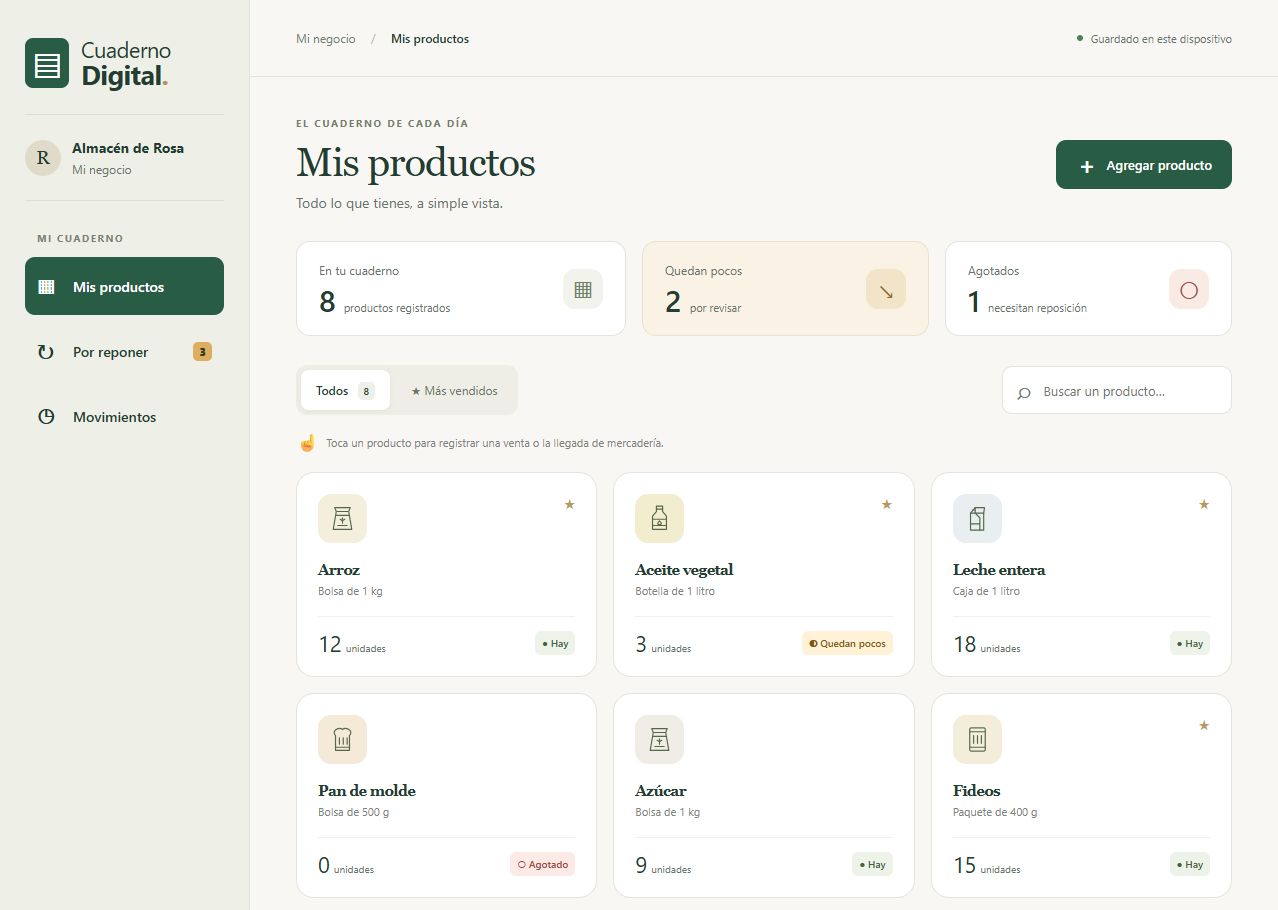 Cuaderno
Digital.
R
Almacén de Rosa
Mi negocio
MI CUADERNO
Mis productos
Por reponer 3
Movimientos
Mi negocio / Mis productos
Guardado en este dispositivo
EL CUADERNO DE CADA DÍA
Mis productos
Todo lo que tienes, a simple vista.
+ Agregar producto
En tu cuaderno
8 productos registrados
Quedan pocos
2 por revisar
Agotados
1 necesitan reposición
Todos 8
★ Más vendidos
Buscar un producto...
Toca un producto para registrar una venta o la llegada de mercadería.
Arroz
Bolsa de 1 kg
12 unidades
Hay
Aceite vegetal
Botella de 1 litro
3 unidades
Quedan pocos
Leche entera
Caja de 1 litro
18 unidades
Hay
Pan de molde
Bolsa de 500 g
0 unidades
Agotado
Azúcar
Bolsa de 1 kg
9 unidades
Hay
Fideos
Paquete de 400 g
15 unidades
Hay